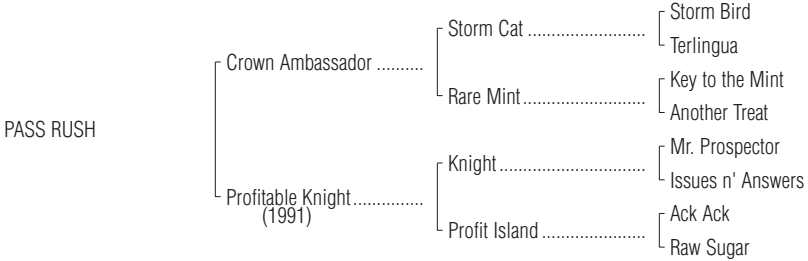 Storm Bird
Storm Cat .........................
Terlingua
Crown Ambassador ..........
Key to the Mint
Rare Mint..........................
Another Treat
PASS RUSH
Mr. Prospector
Knight...............................
Issues n' Answers
Profitable Knight...............
(1991)
Ack Ack
Profit Island ......................
Raw Sugar